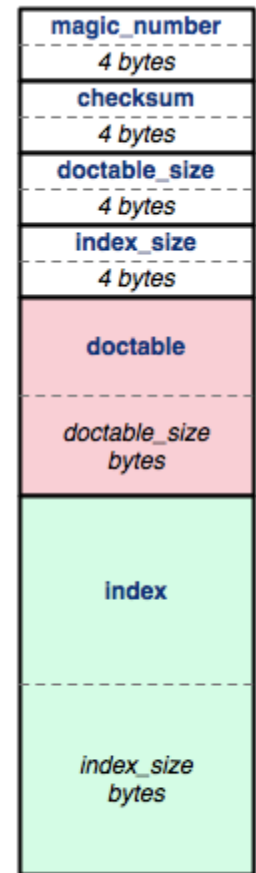 magic_number
4 bytes
checksum
4 bytes
doctable_size
4 bytes
index_size
4 bytes
doctable
doctable_size
bytes
index
index_size
bytes